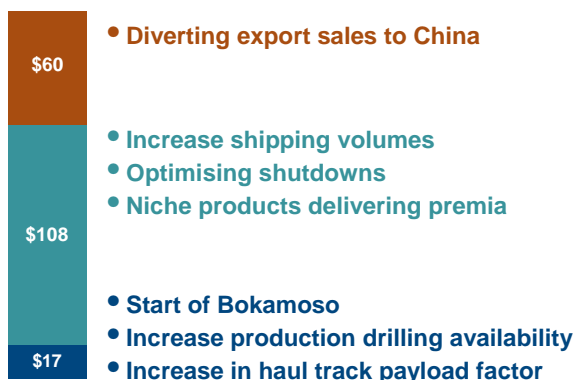 $60
• Diverting export sales to China
$108
• Increase shipping volumes
• Optimising shutdowns
• Niche products delivering premia
$17
• Start of Bokamoso
• Increase production drilling availability
• Increase in haul track payload factor